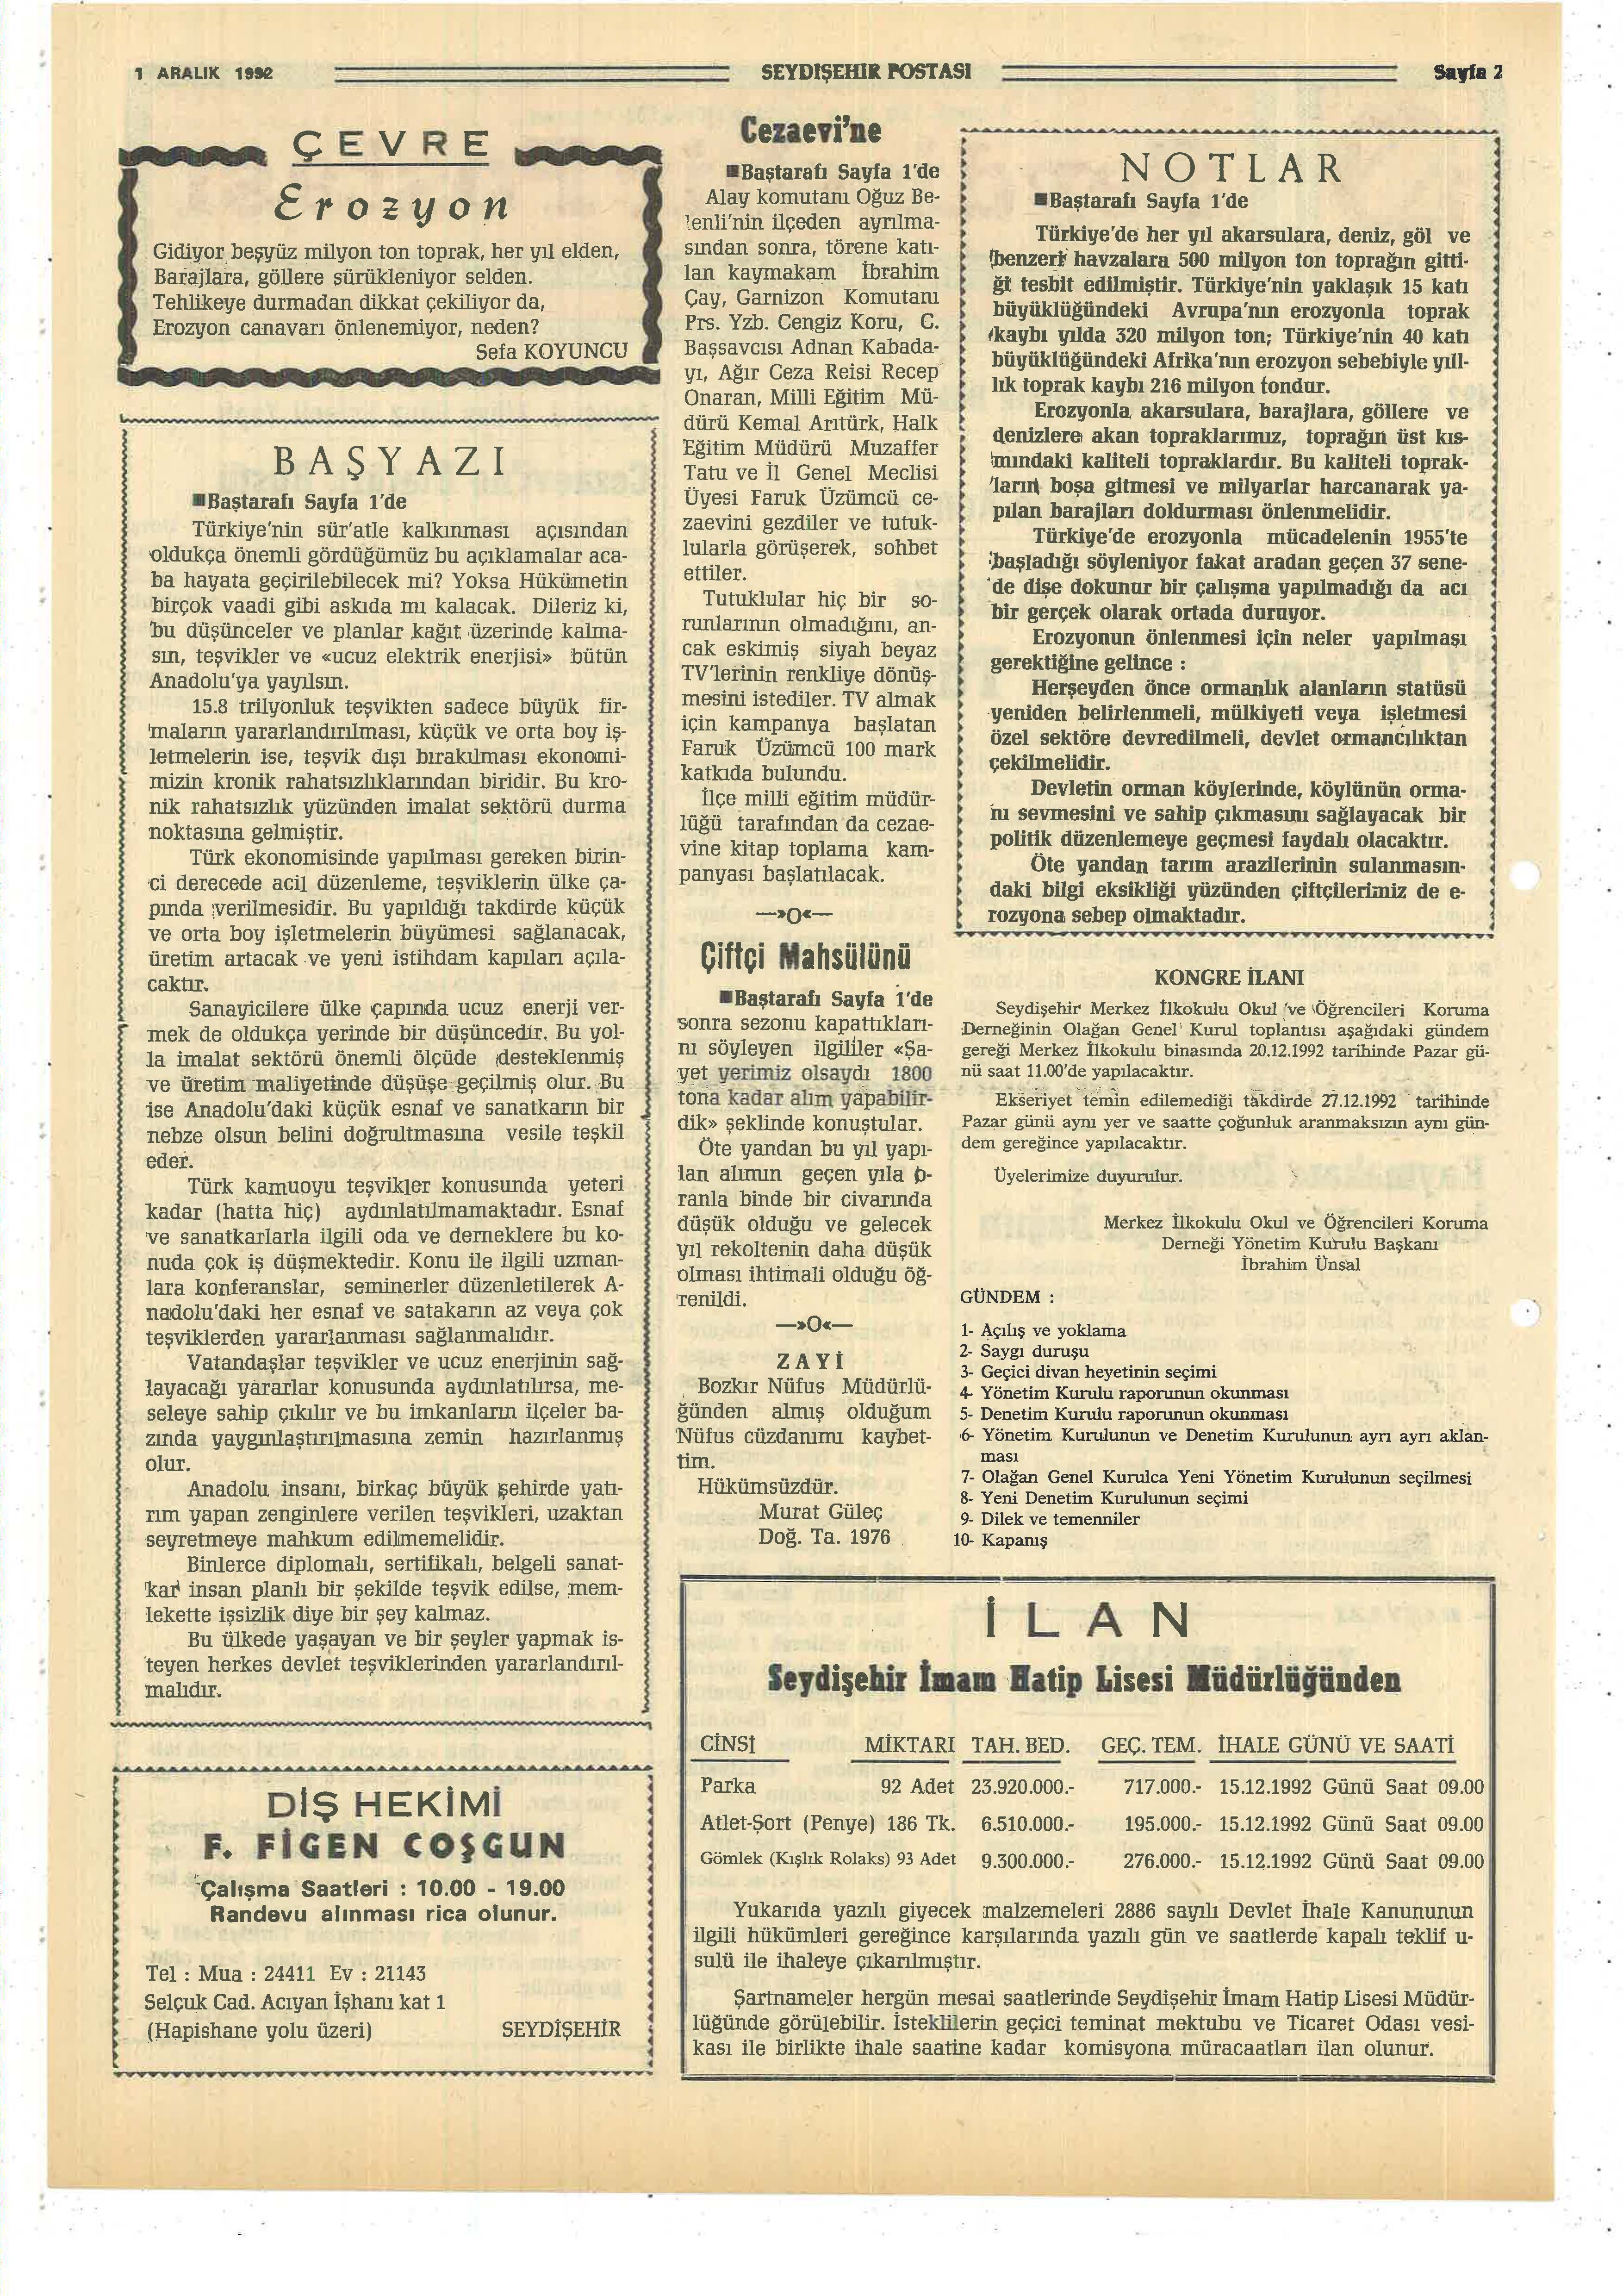 1 ARALIK 1992
SEYDİŞEHİR POSTASI
Sayfa 2
ÇEVRE
Erozyon
Gidiyor beşyüz milyon ton toprak, her yıl elden,
Barajlara, göllere sürükleniyor selden.
Tehlikeye durmadan dikkat çekiliyor da,
Erozyon canavarı önlenemiyor, neden?
Sefa KOYUNCU
BAŞYAZI
■Baştarafı Sayfa 1'de
Türkiye'nin sür'atle kalkınması açısından
oldukça önemli gördüğümüz bu açıklamalar aca-
ba hayata geçirilebilecek mi? Yoksa Hükümetin
birçok vaadi gibi askıda mı kalacak. Dileriz ki,
bu düşünceler ve planlar kağıt üzerinde kalma-
sın, teşvikler ve «ucuz elektrik enerjisi» bütün
Anadolu'ya yayılsın.
15.8 trilyonluk teşvikten sadece büyük fir-
maların yararlandırılması, küçük ve orta boy iş-
letmelerin ise, teşvik dışı bırakılması ekonomi-
mizin kronik rahatsızlıklarından biridir. Bu kro-
nik rahatsızlık yüzünden imalat sektörü durma
noktasına gelmiştir.
Türk ekonomisinde yapılması gereken birin-
ci derecede acil düzenleme, teşviklerin ülke ça-
pında verilmesidir. Bu yapıldığı takdirde küçük
ve orta boy işletmelerin büyümesi sağlanacak,
üretim artacak ve yeni istihdam kapıları açıla-
caktır.
Sanayicilere ülke çapında ucuz enerji ver-
mek de oldukça yerinde bir düşüncedir. Bu yol-
la imalat sektörü önemli ölçüde desteklenmiş
ve üretim maliyetinde düşüşe geçilmiş olur. Bu
ise Anadolu'daki küçük esnaf ve sanatkarın bir
nebze olsun belini doğrultmasına vesile teşkil
eder.
Türk kamuoyu teşvikler konusunda yeteri
kadar (hatta hiç) aydınlatılmamaktadır. Esnaf
ve sanatkarlarla ilgili oda ve derneklere bu ko-
nuda çok iş düşmektedir. Konu ile ilgili uzman-
lara konferanslar, seminerler düzenletilerek A-
nadolu'daki her esnaf ve satakarın az veya çok
teşviklerden yararlanması sağlanmalıdır.
Vatandaşlar teşvikler ve ucuz enerjinin sağ-
layacağı yararlar konusunda aydınlatılırsa, me-
seleye sahip çıkılır ve bu imkanların ilçeler ba-
zında yaygınlaştırılmasına zemin hazırlanmış
olur.
Anadolu insanı, birkaç büyük şehirde yatı-
rım yapan zenginlere verilen teşvikleri, uzaktan
seyretmeye mahkum edilmemelidir.
Binlerce diplomalı, sertifikalı, belgeli sanat-
kar insan planlı bir şekilde teşvik edilse, mem-
lekette işsizlik diye bir şey kalmaz.
Bu ülkede yaşayan ve bir şeyler yapmak is-
teyen herkes devlet teşviklerinden yararlandırıl-
malıdır.
DİŞ HEKİMİ
F. FİGEN COŞGUN
Çalışma Saatleri : 10.00 - 19.00
Randevu alınması rica olunur.
Tel : Mua : 24411 Ev : 21143
Selçuk Cad. Acıyan İşhanı kat 1
(Hapishane yolu üzeri) SEYDİŞEHİR
Cezaevi'ne
■Baştarafı Sayfa 1'de
Alay komutanı Oğuz Be-
lenli'nin ilçeden ayrılma-
sından sonra, törene katı-
lan kaymakam İbrahim
Çay, Garnizon Komutanı
Prs. Yzb. Cengiz Koru, C.
Başsavcısı Adnan Kabada-
yı, Ağır Ceza Reisi Recep
Onaran, Milli Eğitim Mü-
dürü Kemal Arıtürk, Halk
Eğitim Müdürü Muzaffer
Tatu ve İl Genel Meclisi
Üyesi Faruk Üzümcü ce-
zaevini gezdiler ve tutuk-
lularla görüşerek, sohbet
ettiler.
Tutuklular hiç bir so-
runlarının olmadığını, an-
cak eskimiş siyah beyaz
TV'lerinin renkliye dönüş-
mesini istediler. TV almak
için kampanya başlatan
Faruk Üzümcü 100 mark
katkıda bulundu.
İlçe milli eğitim müdür-
lüğü tarafından da cezae-
vine kitap toplama kam-
panyası başlatılacak.
—»O«—
Çiftçi Mahsülünü
■Baştarafı Sayfa 1'de
sonra sezonu kapattıkları-
nı söyleyen ilgililer «Şa-
yet yerimiz olsaydı 1800
tona kadar alım yapabilir-
dik» şeklinde konuştular.
Öte yandan bu yıl yapı-
lan alımın geçen yıla o-
ranla binde bir civarında
düşük olduğu ve gelecek
yıl rekoltenin daha düşük
olması ihtimali olduğu öğ-
renildi.
—»O«—
ZAYİ
Bozkır Nüfus Müdürlü-
ğünden almış olduğum
Nüfus cüzdanımı kaybet-
tim.
Hükümsüzdür.
Murat Güleç
Doğ. Ta. 1976
NOTLAR
■Baştarafı Sayfa 1'de
Türkiye'de her yıl akarsulara, deniz, göl ve
benzeri havzalara 500 milyon ton toprağın gitti-
ği tesbit edilmiştir. Türkiye'nin yaklaşık 15 katı
büyüklüğündeki Avrupa'nın erozyonla toprak
kaybı yılda 320 milyon ton; Türkiye'nin 40 katı
büyüklüğündeki Afrika'nın erozyon sebebiyle yıll-
lık toprak kaybı 216 milyon tondur.
Erozyonla akarsulara, barajlara, göllere ve
denizlere akan topraklarımız, toprağın üst kıs-
mındaki kaliteli topraklardır. Bu kaliteli toprak-
ların boşa gitmesi ve milyarlar harcanarak ya-
pılan barajları doldurması önlenmelidir.
Türkiye'de erozyonla mücadelenin 1955'te
başladığı söyleniyor fakat aradan geçen 37 sene-
de dişe dokunur bir çalışma yapılmadığı da acı
bir gerçek olarak ortada duruyor.
Erozyonun önlenmesi için neler yapılması
gerektiğine gelince :
Herşeyden önce ormanlık alanların statüsü
yeniden belirlenmeli, mülkiyeti veya işletmesi
özel sektöre devredilmeli, devlet ormancılıktan
çekilmelidir.
Devletin orman köylerinde, köylünün orma-
nı sevmesini ve sahip çıkmasını sağlayacak bir
politik düzenlemeye geçmesi faydalı olacaktır.
Öte yandan tarım arazilerinin sulanmasın-
daki bilgi eksikliği yüzünden çiftçilerimiz de e-
rozyona sebep olmaktadır.
KONGRE İLANI
Seydişehir Merkez İlkokulu Okul ve Öğrencileri Koruma
Derneğinin Olağan Genel Kurul toplantısı aşağıdaki gündem
gereği Merkez İlkokulu binasında 20.12.1992 tarihinde Pazar gü-
nü saat 11.00'de yapılacaktır.
Ekseriyet temin edilemediği takdirde 27.12.1992 tarihinde
Pazar günü aynı yer ve saatte çoğunluk aranmaksızın aynı gün-
dem gereğince yapılacaktır.
Üyelerimize duyurulur.
Merkez İlkokulu Okul ve Öğrencileri Koruma
Derneği Yönetim Kurulu Başkanı
İbrahim Ünsal
GÜNDEM :
1- Açılış ve yoklama
2- Saygı duruşu
3- Geçici divan heyetinin seçimi
4- Yönetim Kurulu raporunun okunması
5- Denetim Kurulu raporunun okunması
6- Yönetim Kurulunun ve Denetim Kurulunun ayrı ayrı aklan-
ması
7- Olağan Genel Kurulca Yeni Yönetim Kurulunun seçilmesi
8- Yeni Denetim Kurulunun seçimi
9- Dilek ve temenniler
10- Kapanış
İLAN
Seydişehir İmam Hatip Lisesi Müdürlüğünden
CİNSİ MİKTARI TAH. BED. GEÇ. TEM. İHALE GÜNÜ VE SAATİ
Parka 92 Adet 23.920.000.- 717.000.- 15.12.1992 Günü Saat 09.00
Atlet-Şort (Penye) 186 Tk. 6.510.000.- 195.000.- 15.12.1992 Günü Saat 09.00
Gömlek (Kışlık Rolaks) 93 Adet 9.300.000.- 276.000.- 15.12.1992 Günü Saat 09.00
Yukarıda yazılı giyecek malzemeleri 2886 sayılı Devlet İhale Kanununun
ilgili hükümleri gereğince karşılarında yazılı gün ve saatlerde kapalı teklif u-
sulü ile ihaleye çıkarılmıştır.
Şartnameler hergün mesai saatlerinde Seydişehir İmam Hatip Lisesi Müdür-
lüğünde görülebilir. İsteklilerin geçici teminat mektubu ve Ticaret Odası vesi-
kası ile birlikte ihale saatine kadar komisyona müracaatları ilan olunur.